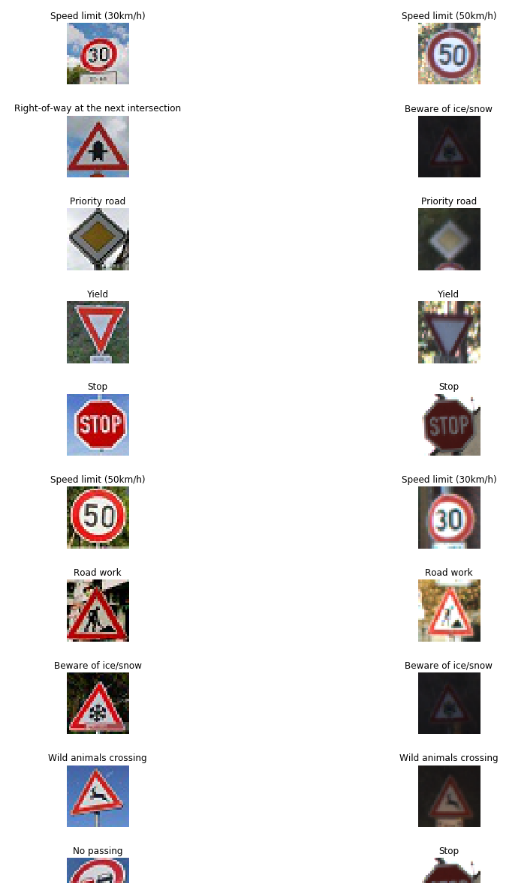 Speed limit (30km/h)
Speed limit (50km/h)
30
50
Right-of-way at the next intersection
Beware of ice/snow
Priority road
Priority road
Yield
Yield
Stop
Stop
STOP
STOP
Speed limit (50km/h)
Speed limit (30km/h)
50
30
Road work
Road work
Beware of ice/snow
Beware of ice/snow
Wild animals crossing
Wild animals crossing
No passing
Stop